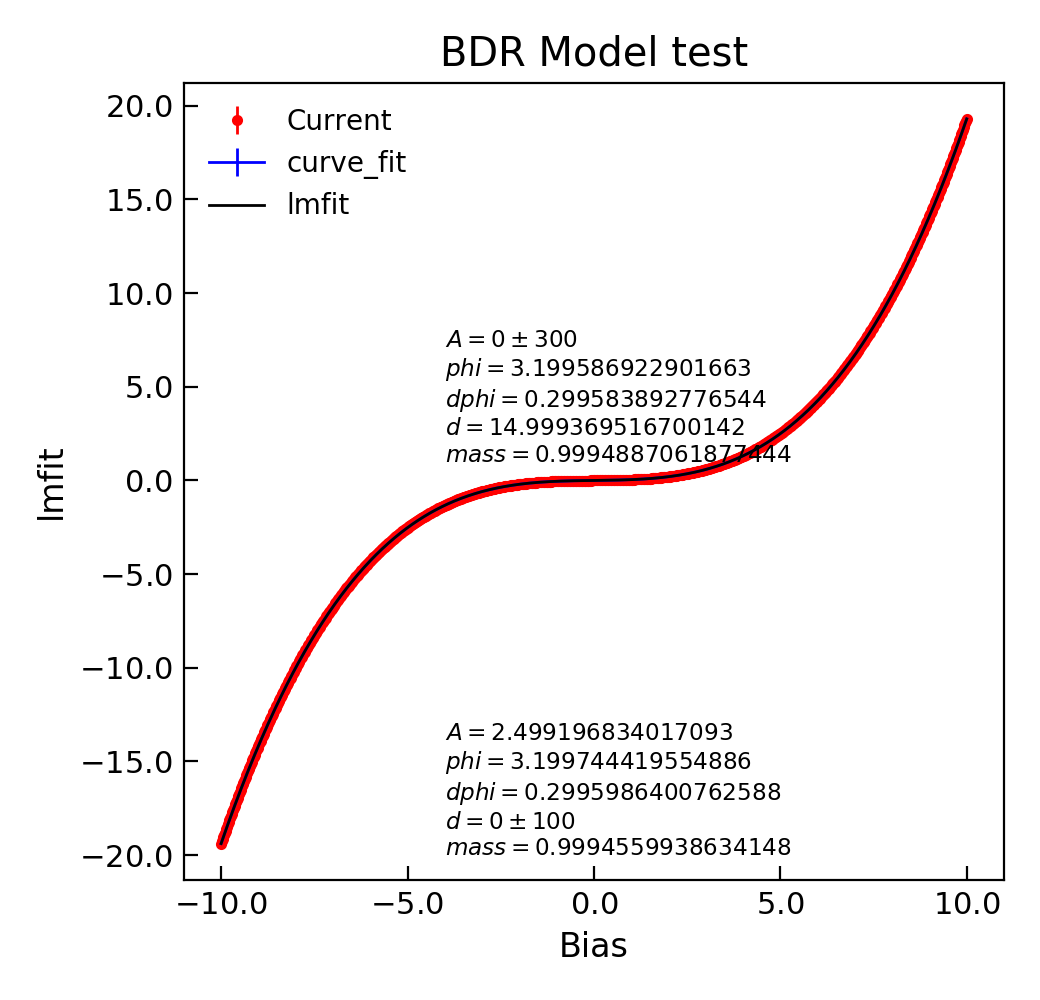 BDR Model test
20.0
15.0
10.0
5.0
0.0
−5.0
−10.0
−15.0
−20.0
lmfit
Current
curve_fit
lmfit
A = 0 ± 300
phi = 3.199586922901663
dphi = 0.299583892776544
d = 14.999369516700142
mass = 0.9994887061877444
A = 2.499196834017093
phi = 3.199744419554886
dphi = 0.2995986400762588
d = 0 ± 100
mass = 0.9994559938634148
−10.0 −5.0 0.0 5.0 10.0
Bias